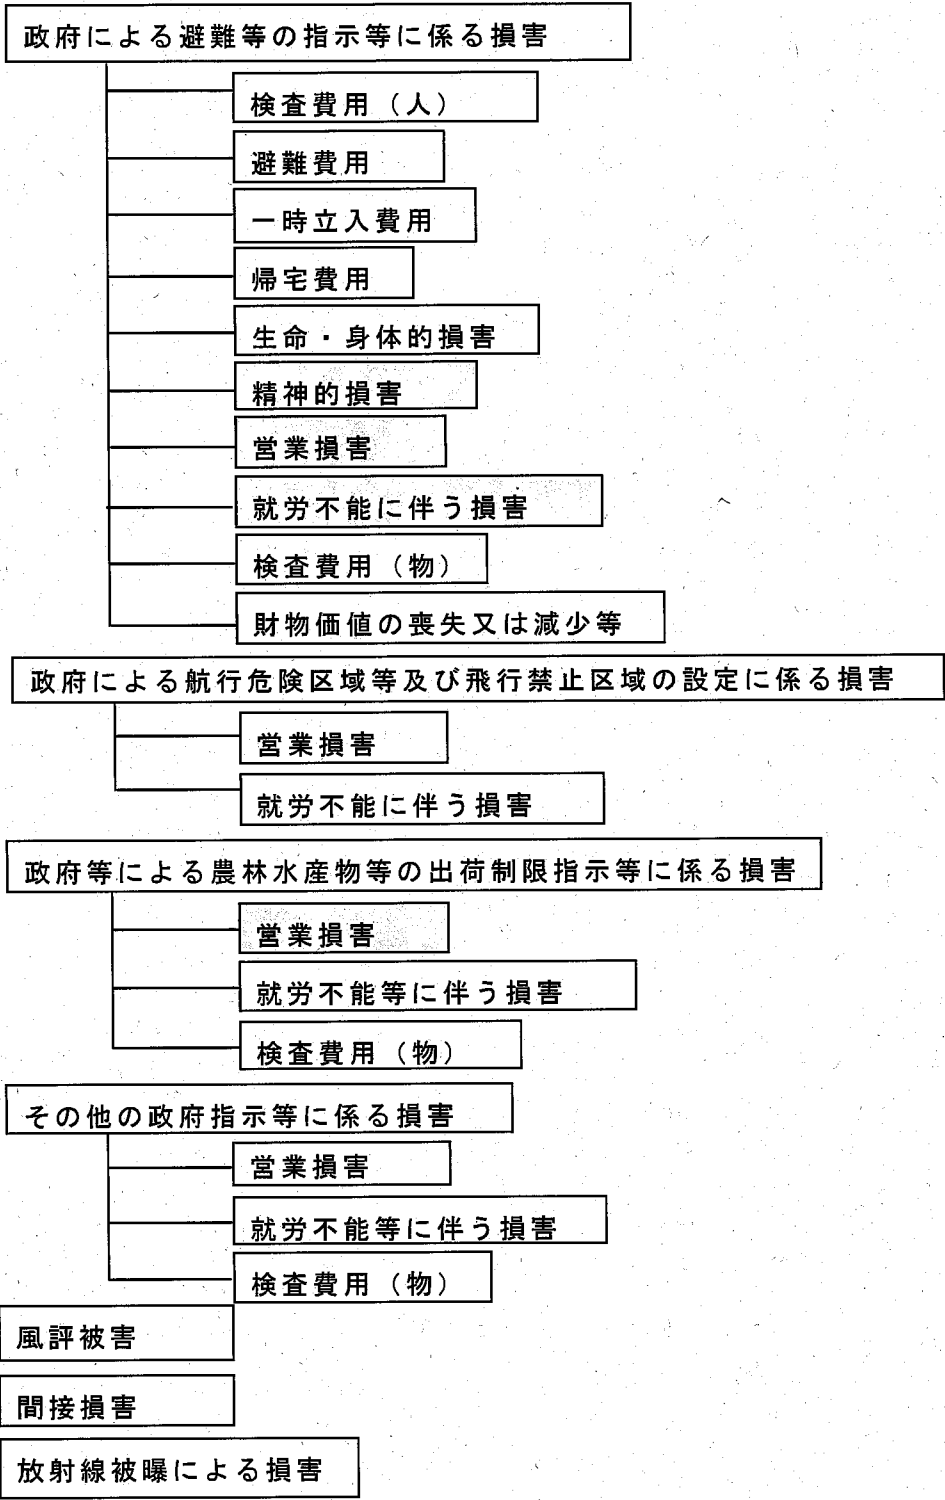 政府による避難等の指示等に係る損害
検査費用（人）
避難費用
一時立入費用
帰宅費用
生命・身体的損害
精神的損害
営業損害
就労不能に伴う損害
検査費用（物）
財物価値の喪失又は減少等
政府による航行危険区域等及び飛行禁止区域の設定に係る損害
営業損害
就労不能に伴う損害
政府等による農林水産物等の出荷制限指示等に係る損害
営業損害
就労不能等に伴う損害
検査費用（物）
その他の政府指示等に係る損害
営業損害
就労不能等に伴う損害
検査費用（物）
風評被害
間接損害
放射線被曝による損害